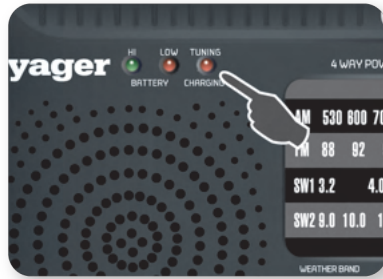 HI LOW TUNING
yager
BATTERY CHARGING
4 WAY POW
AM 530 600 70
FM 88 92
SW1 3.2 4.0
SW2 9.0 10.0 1
WEATHER BAND